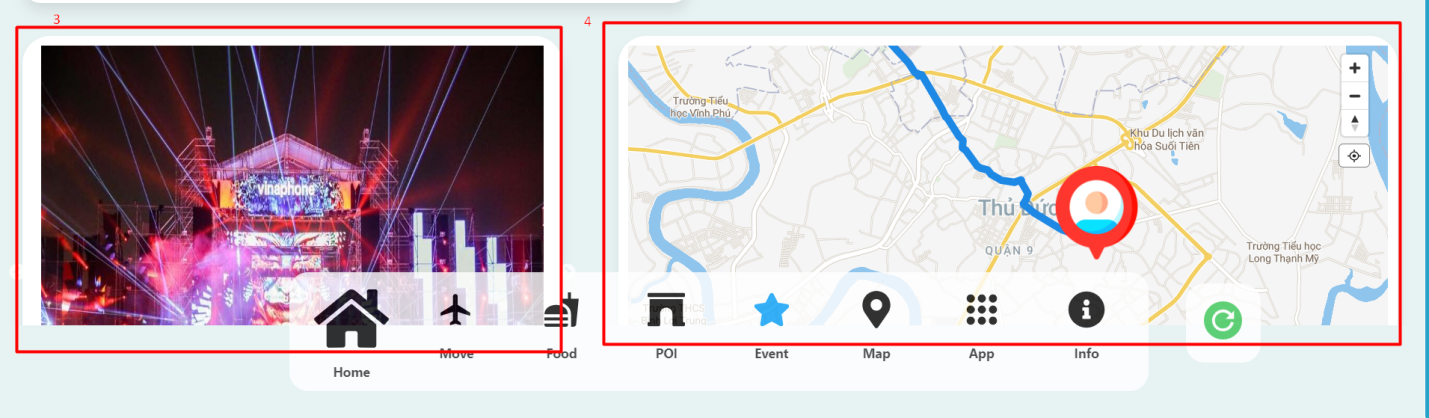 3
4
vinaphone
Trường Tiểu
học Vĩnh Phú
Khu Du lịch văn
hóa Suối Tiên
Thủ Đức
QUẬN 9
Trường Tiểu học
Long Thạnh Mỹ
THCS
Home
Move
Food
POI
Event
Map
App
Info